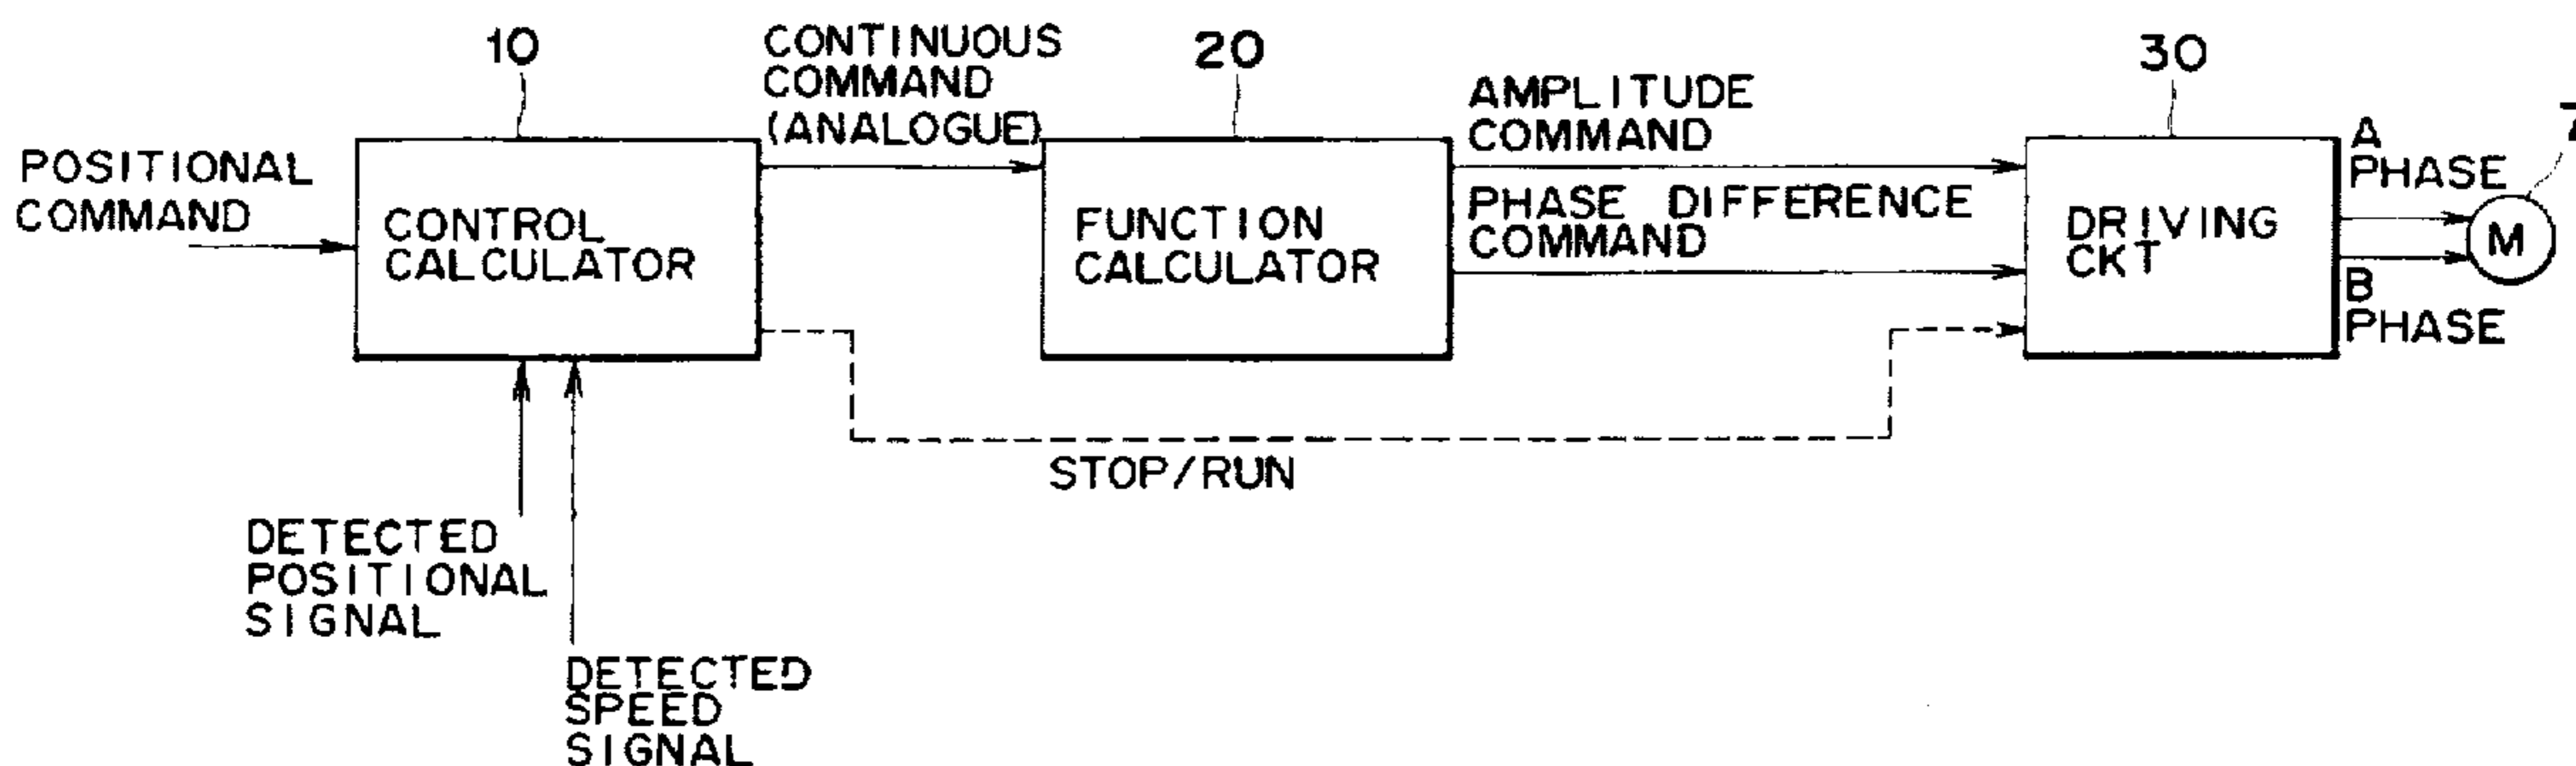 10
CONTINUOUS
COMMAND
(ANALOGUE)
20
AMPLITUDE
COMMAND
30
A
PHASE
POSITIONAL
COMMAND
CONTROL
CALCULATOR
FUNCTION
CALCULATOR
PHASE DIFFERENCE
COMMAND
DRIVING
CKT
M
B
PHASE
STOP/RUN
DETECTED
POSITIONAL
SIGNAL
DETECTED
SPEED
SIGNAL